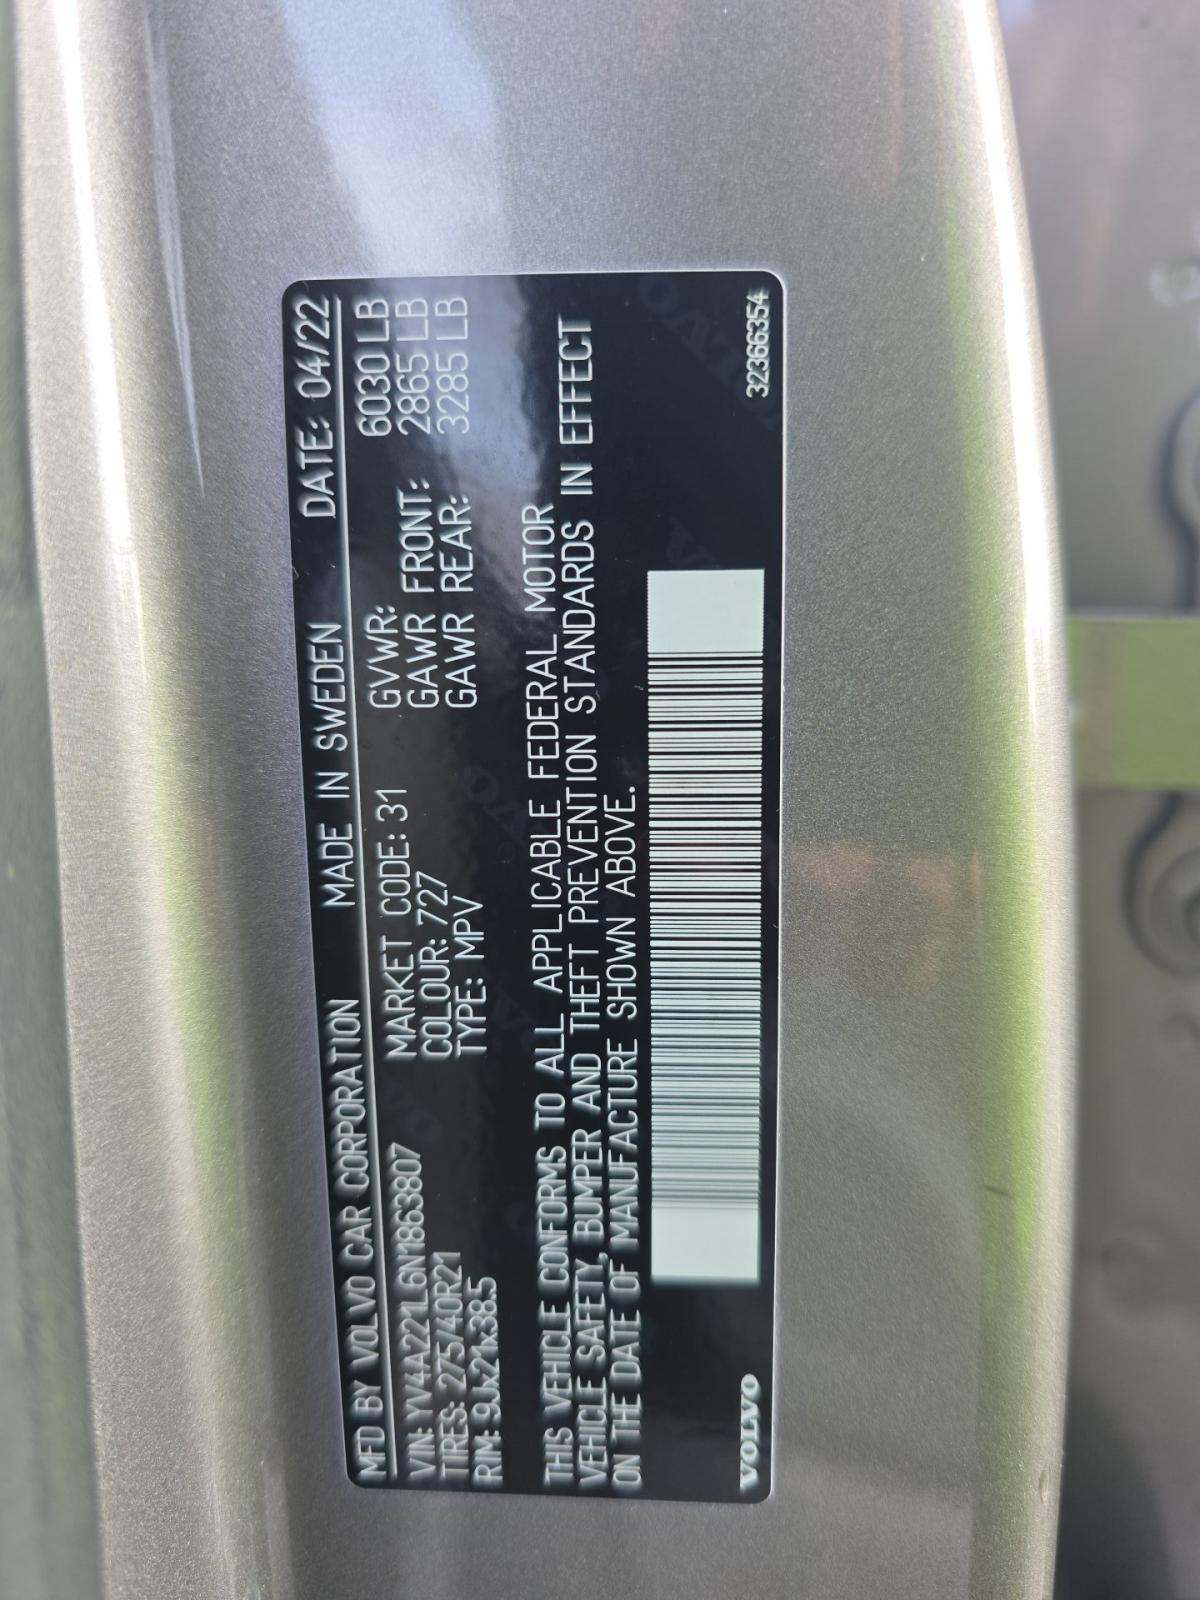 MFD BY VOLVO CAR CORPORATION MADE IN SWEDEN DATE: 04/22
VIN: YV4A221L6N1863807 MARKET CODE: 31 GVWR: 6030 LB
TIRES: 275/40R21 COLOUR: 727 GAWR FRONT: 2865 LB
RIM: 9Jx21x38.5 TYPE: MPV GAWR REAR: 3285 LB
THIS VEHICLE CONFORMS TO ALL APPLICABLE FEDERAL MOTOR
VEHICLE SAFETY, BUMPER AND THEFT PREVENTION STANDARDS IN EFFECT
ON THE DATE OF MANUFACTURE SHOWN ABOVE.
VOLVO 32366354